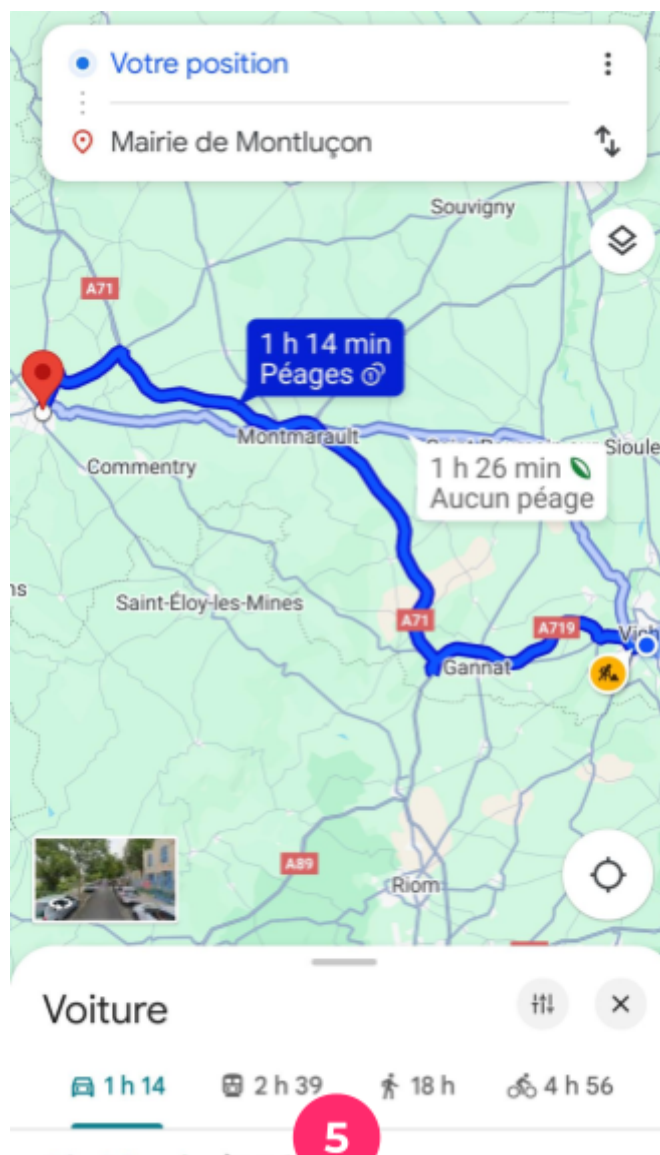 Votre position
Mairie de Montluçon
Souvigny
A71
1 h 14 min
Péages
Montmarault
Sioule
Commentry
1 h 26 min
Aucun péage
Saint-Éloy-les-Mines
A71
A719
Gannat
A89
Riom
Voiture
1 h 14
2 h 39
18 h
4 h 56
5